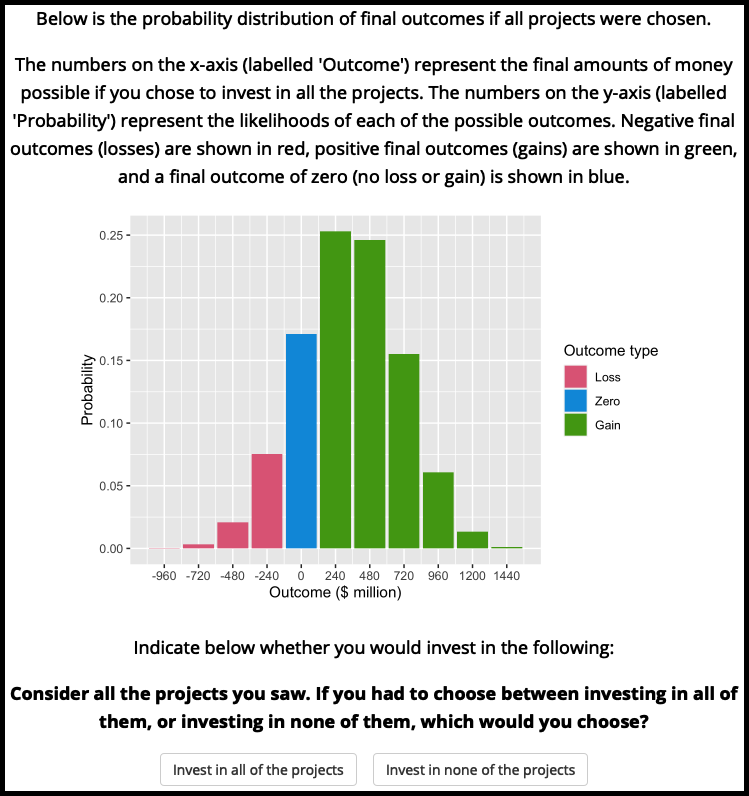 Below is the probability distribution of final outcomes if all projects were chosen.
The numbers on the x-axis (labelled 'Outcome') represent the final amounts of money
possible if you chose to invest in all the projects. The numbers on the y-axis (labelled
'Probability') represent the likelihoods of each of the possible outcomes. Negative final
outcomes (losses) are shown in red, positive final outcomes (gains) are shown in green,
and a final outcome of zero (no loss or gain) is shown in blue.
0.25
0.20
0.15
0.10
0.05
0.00
Probability
-960 -720 -480 -240 0 240 480 720 960 1200 1440
Outcome ($ million)
Outcome type
Loss
Zero
Gain
Indicate below whether you would invest in the following:
Consider all the projects you saw. If you had to choose between investing in all of
them, or investing in none of them, which would you choose?
Invest in all of the projects
Invest in none of the projects